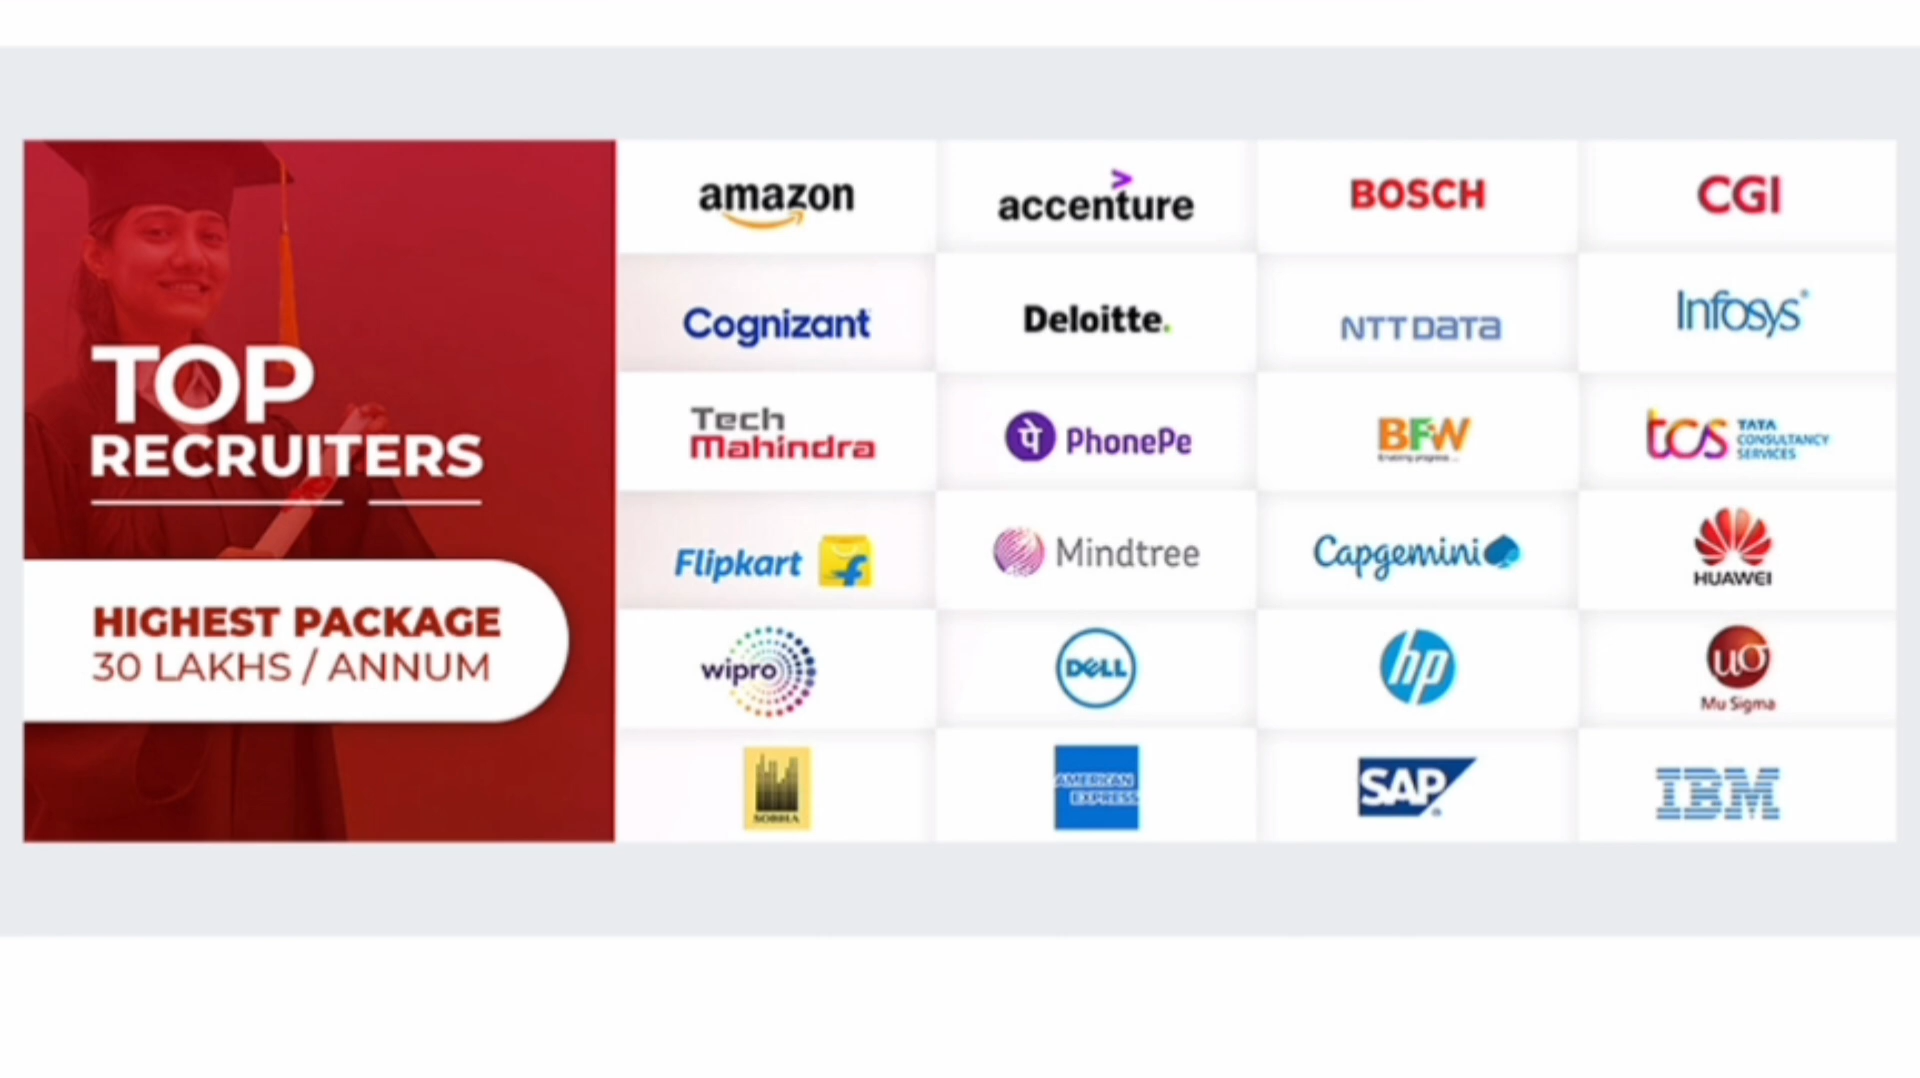 TOP
RECRUITERS
HIGHEST PACKAGE
30 LAKHS / ANNUM
amazon
accenture
BOSCH
CGI
Cognizant
Deloitte.
NTT DATA
Infosys®
Tech
Mahindra
पे PhonePe
BFW
tcs TATA
CONSULTANCY
SERVICES
Flipkart
Mindtree
Capgemini
HUAWEI
wipro
DELL
hp
Mu Sigma
SOBHA
AMERICAN
EXPRESS
SAP
IBM